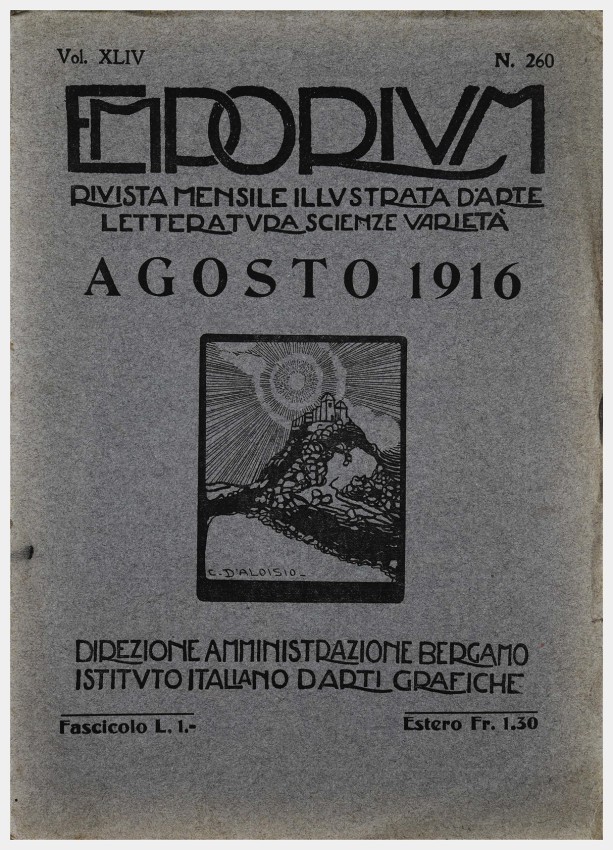 Vol. XLIV
N. 260
EMPORIVM
RIVISTA MENSILE ILLVSTRATA D'ARTE
LETTERATVRA SCIENZE VARIETÀ
AGOSTO 1916
C. D'ALOISIO
DIREZIONE AMMINISTRAZIONE BERGAMO
ISTITVTO ITALIANO D'ARTI GRAFICHE
Fascicolo L. 1.-
Estero Fr. 1.30